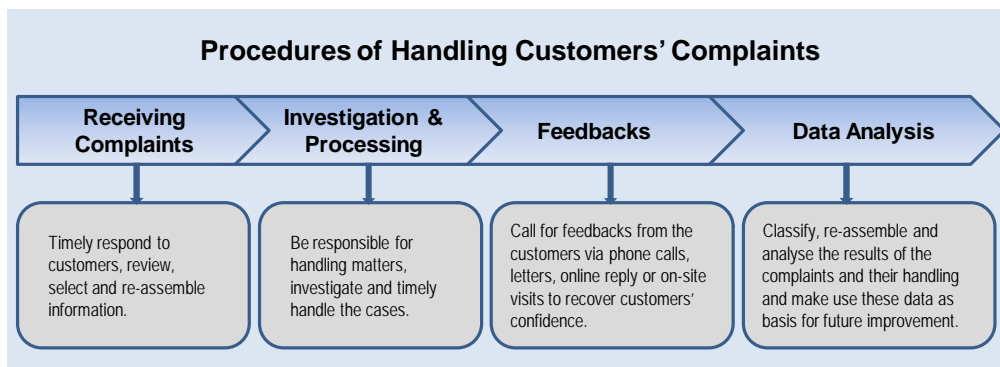 Procedures of Handling Customers' Complaints
Receiving
Complaints
Investigation &
Processing
Feedbacks
Data Analysis
Timely respond to
customers, review,
select and re-assemble
information.
Be responsible for
handling matters,
investigate and timely
handle the cases.
Call for feedbacks from the
customers via phone calls,
letters, online reply or on-site
visits to recover customers'
confidence.
Classify, re-assemble and
analyse the results of the
complaints and their handling
and make use these data as
basis for future improvement.